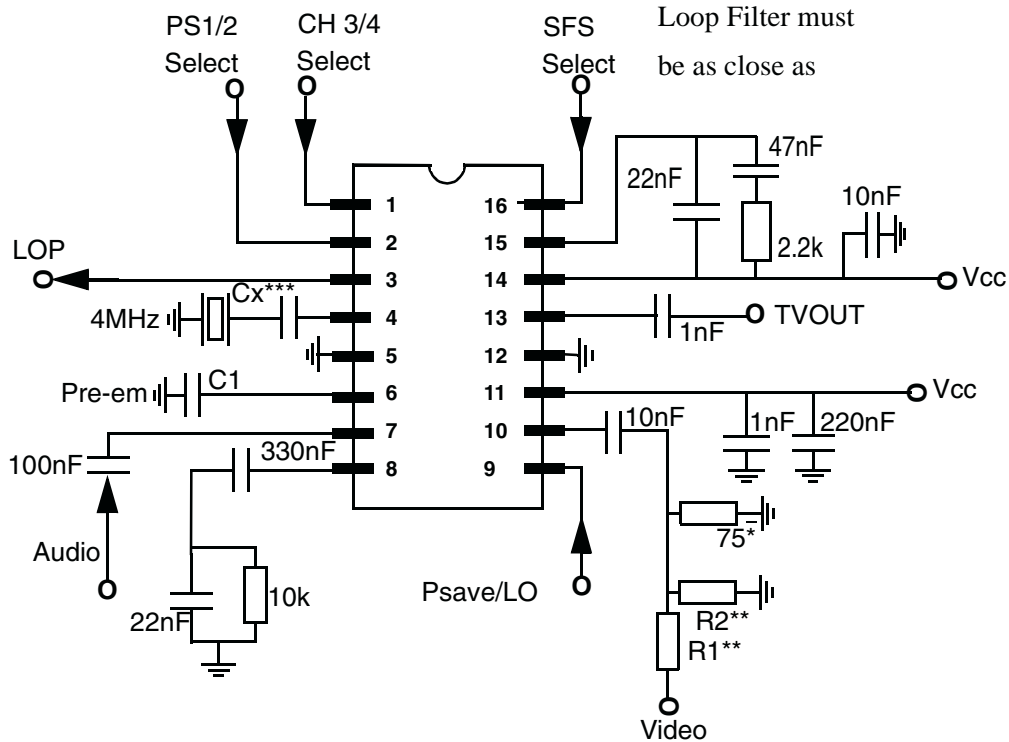 PS1/2
Select
CH 3/4
Select
SFS
Select
Loop Filter must
be as close as
47nF
22nF
10nF
2.2k
1
2
3
4
5
6
7
8
16
15
14
13
12
11
10
9
LOP
Cx***
4MHz
Vcc
1nF
TVOUT
Pre-em
C1
Vcc
10nF
1nF
220nF
330nF
100nF
75*
Audio
10k
22nF
Psave/LO
R2**
R1**
Video